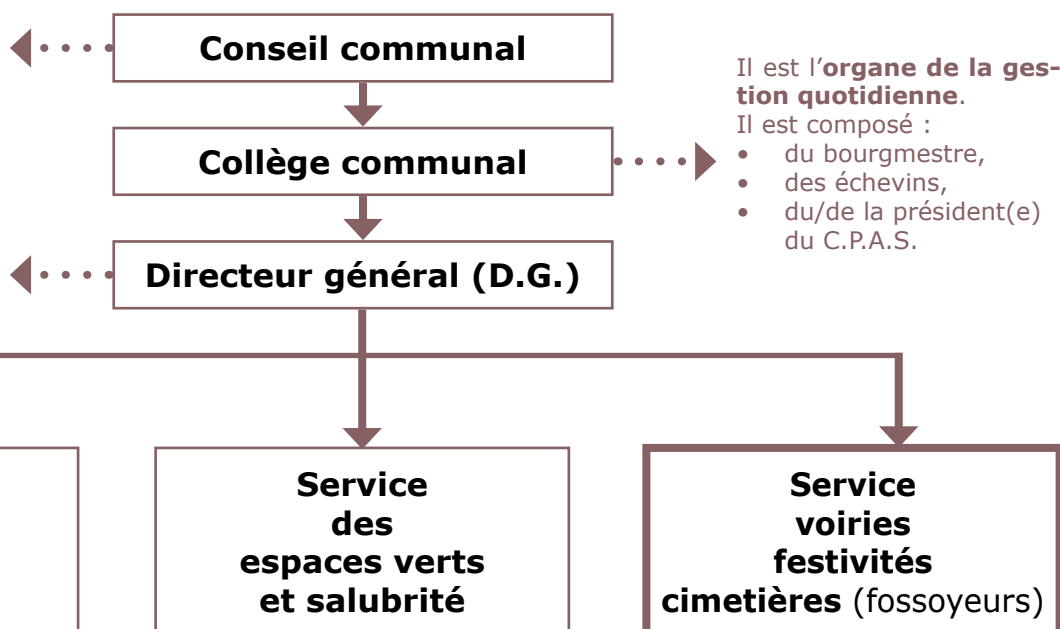 Conseil communal
Il est l'organe de la ges-
tion quotidienne.
Il est composé :
• du bourgmestre,
• des échevins,
• du/de la président(e)
du C.P.A.S.
Collège communal
Directeur général (D.G.)
Service
des
espaces verts
et salubrité
Service
voiries
festivités
cimetières (fossoyeurs)